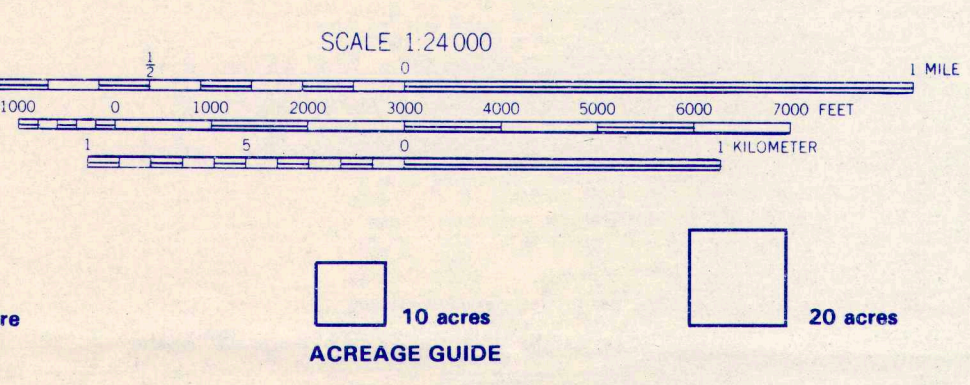 SCALE 1:24 000
½ 0 1 MILE
1000 0 1000 2000 3000 4000 5000 6000 7000 FEET
1 5 0 1 KILOMETER
re 10 acres 20 acres
ACREAGE GUIDE